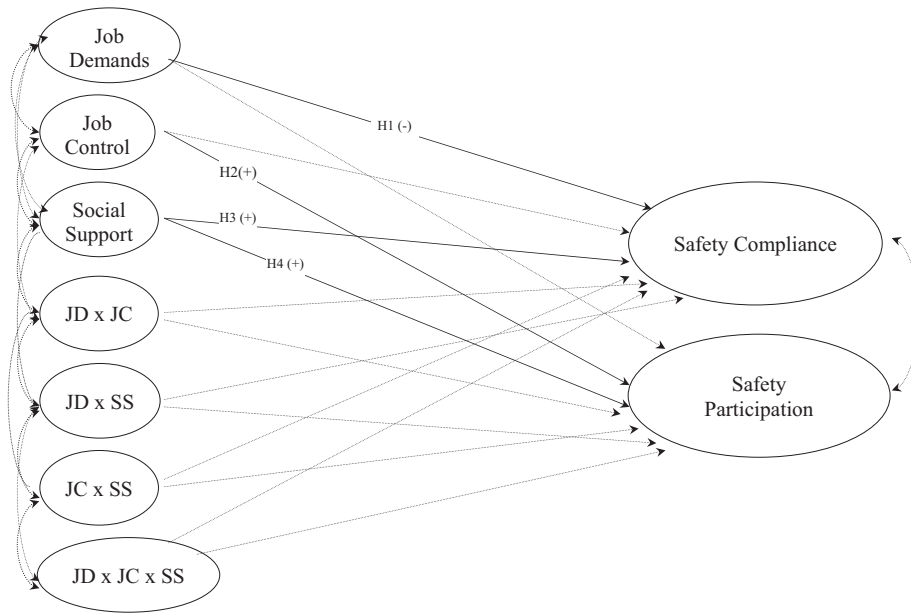 Job
Demands
H1 (-)
Job
Control
H2(+)
Social
Support
H3 (+)
Safety Compliance
H4 (+)
JD x JC
JD x SS
Safety
Participation
JC x SS
JD x JC x SS